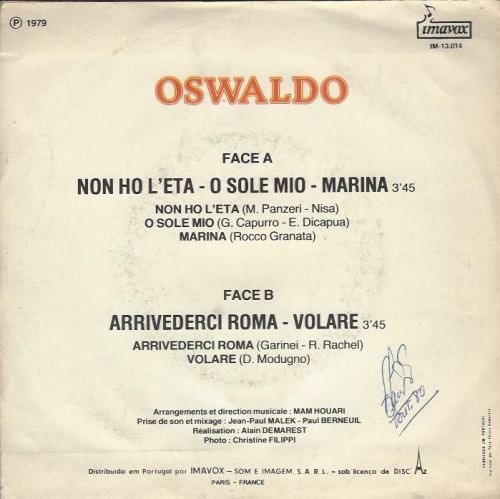 ℗ 1979
imavox
IM-13.014
OSWALDO
FACE A
NON HO L'ETA - O SOLE MIO - MARINA 3'45
NON HO L'ETA (M. Panzeri - Nisa)
O SOLE MIO (G. Capurro - E. Dicapua)
MARINA (Rocco Granata)
FACE B
ARRIVEDERCI ROMA - VOLARE 3'45
ARRIVEDERCI ROMA (Garinei - R. Rachel)
VOLARE (D. Modugno)
Arrangements et direction musicale : MAM HOUARI
Prise de son et mixage : Jean-Paul MALEK - Paul BERNEUIL
Réalisation : Alain DEMAREST
Photo : Christine FILIPPI
Distribuido em Portugal por IMAVOX - SOM E IMAGEM S.A.R.L. - sob licença de DISC' Az
PARIS - FRANCE